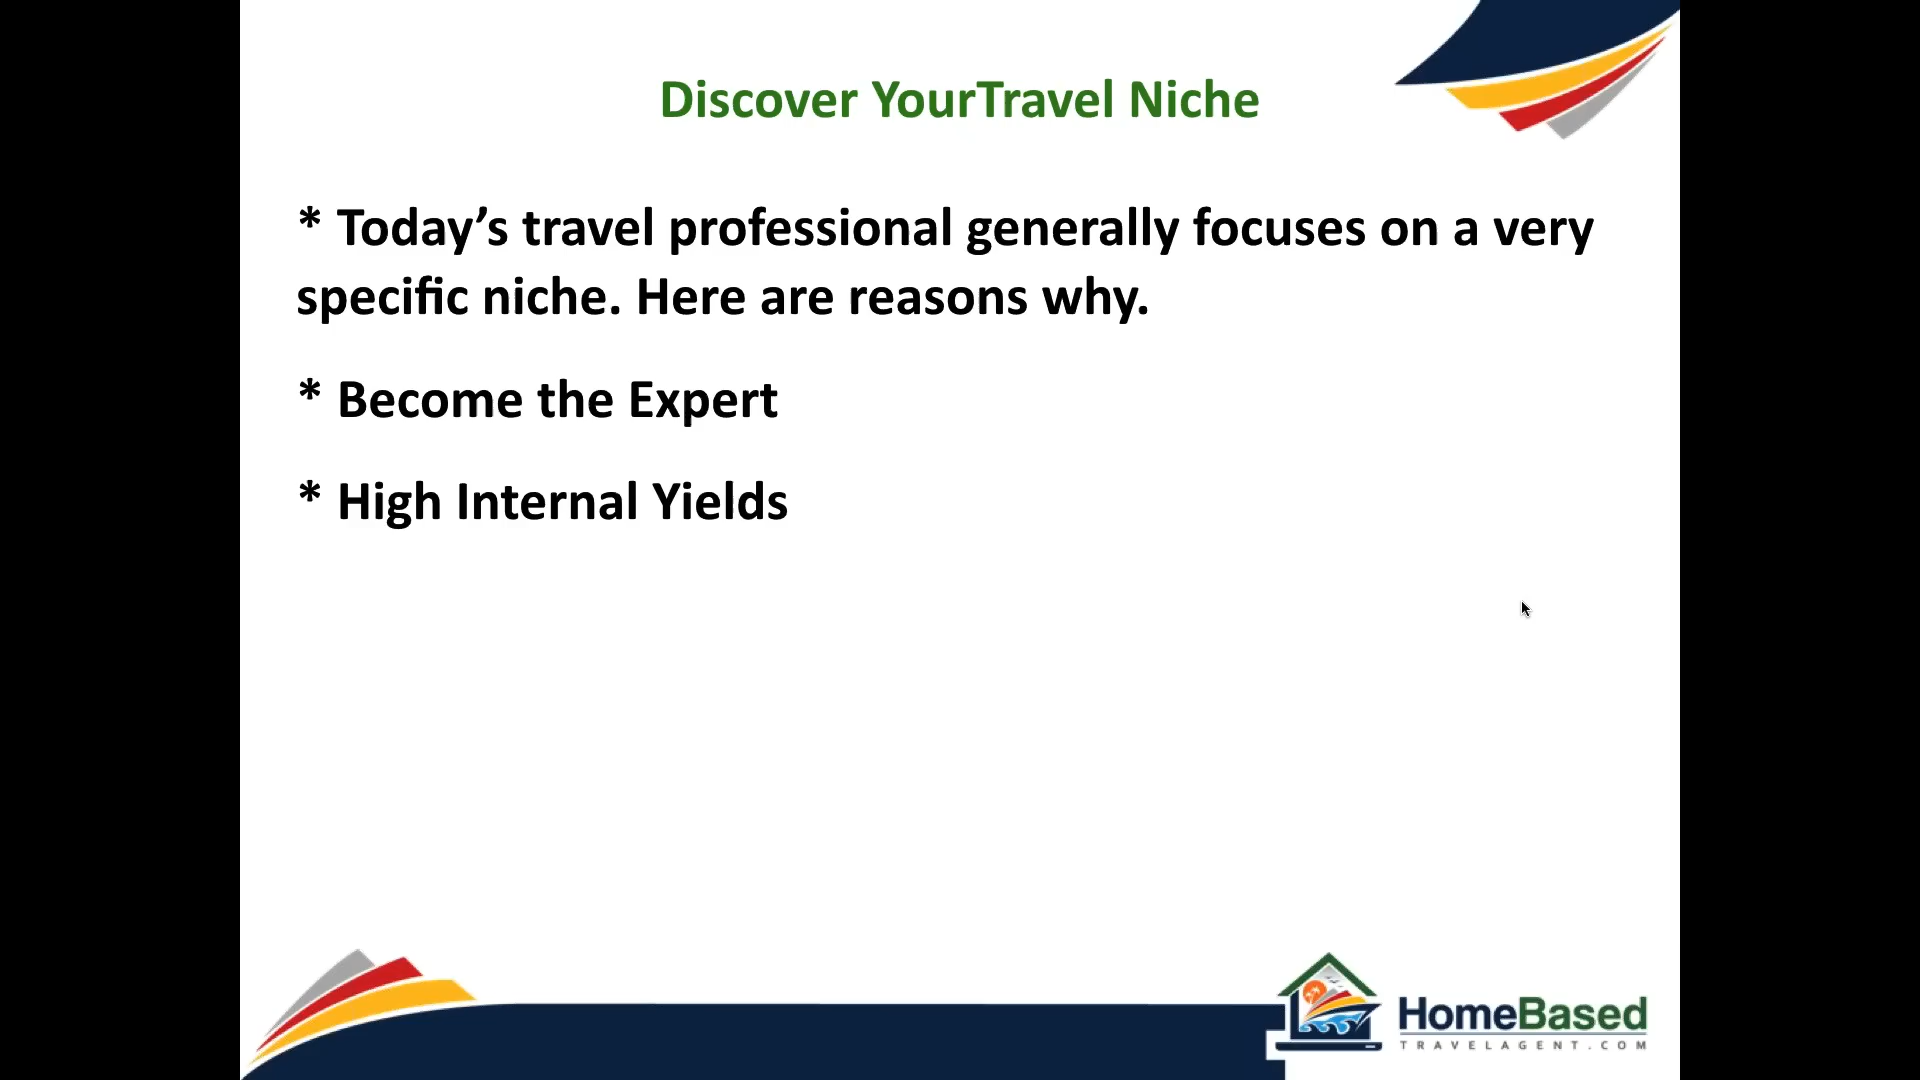 Discover YourTravel Niche
* Today’s travel professional generally focuses on a very
specific niche. Here are reasons why.
* Become the Expert
* High Internal Yields
HomeBased
TRAVELAGENT.COM